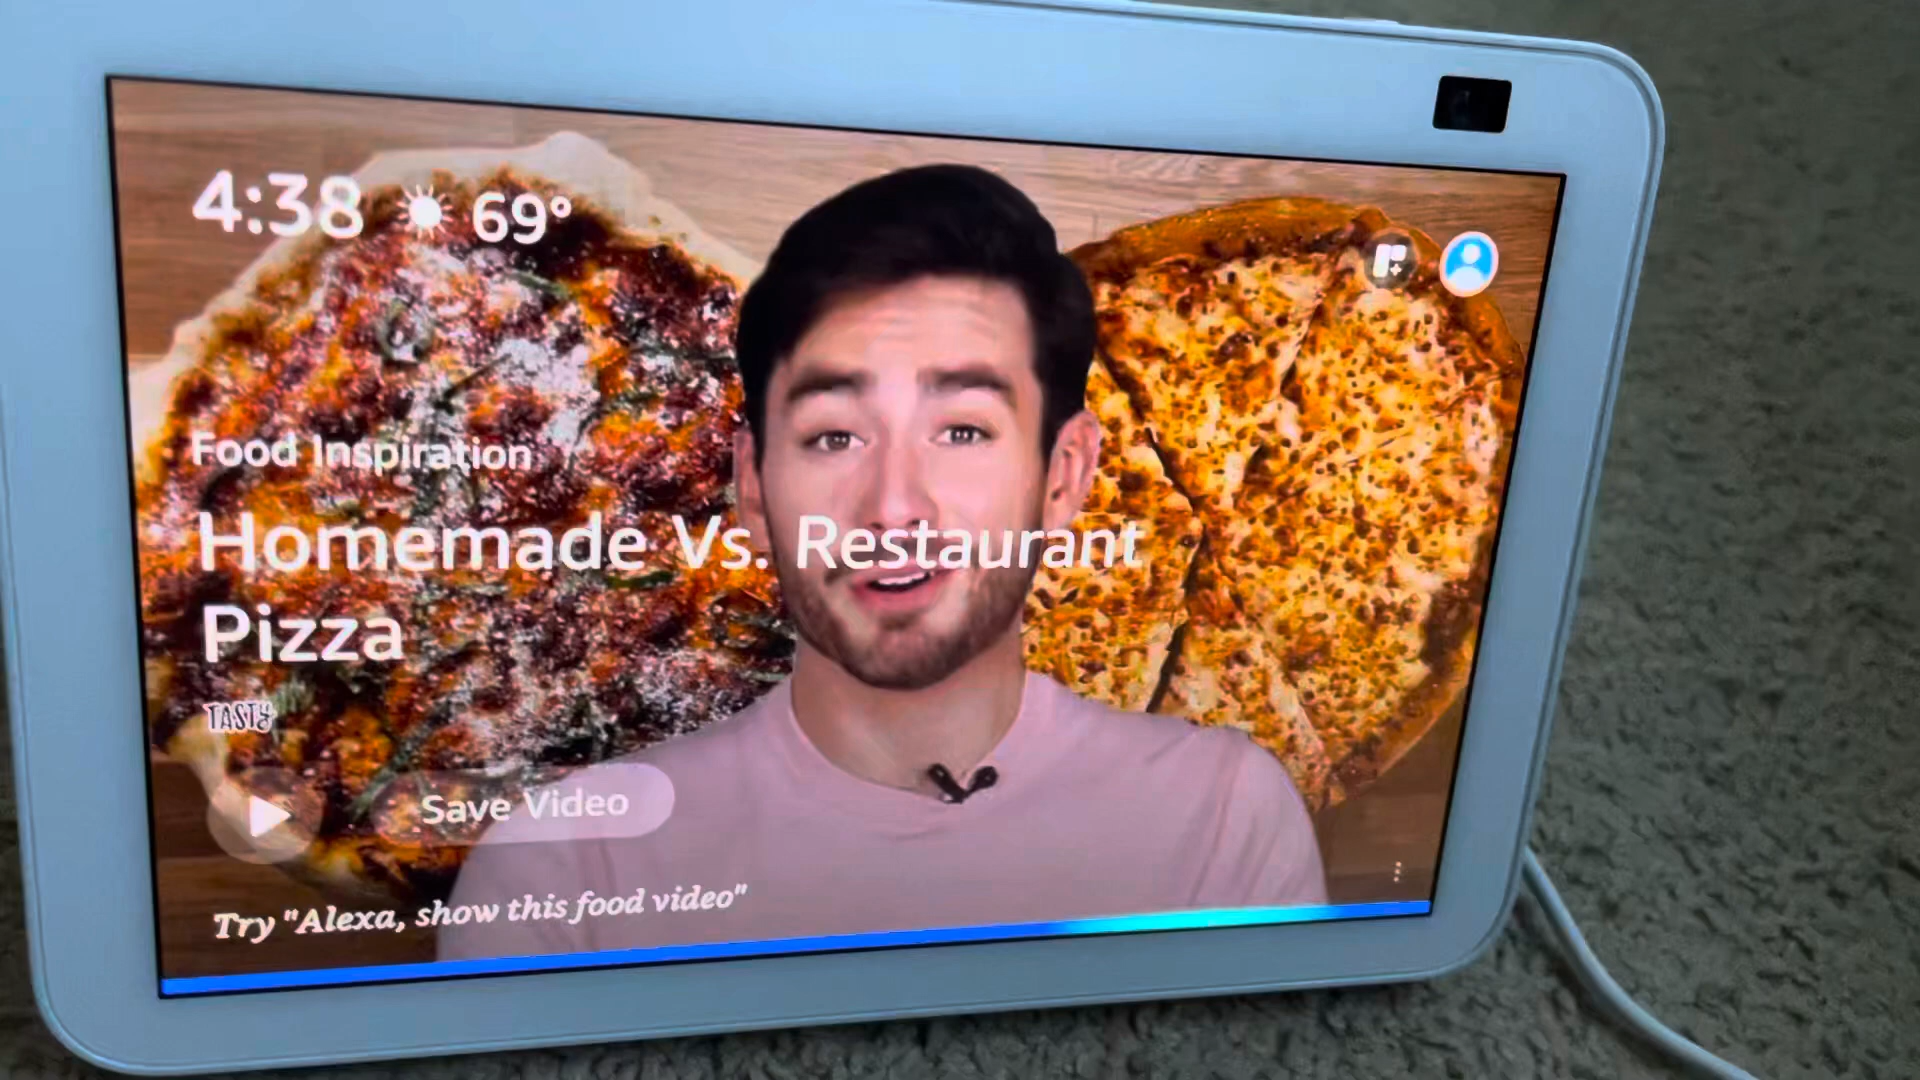 4:38 69°
Food Inspiration
Homemade Vs. Restaurant
Pizza
TASTY
Save Video
Try "Alexa, show this food video"